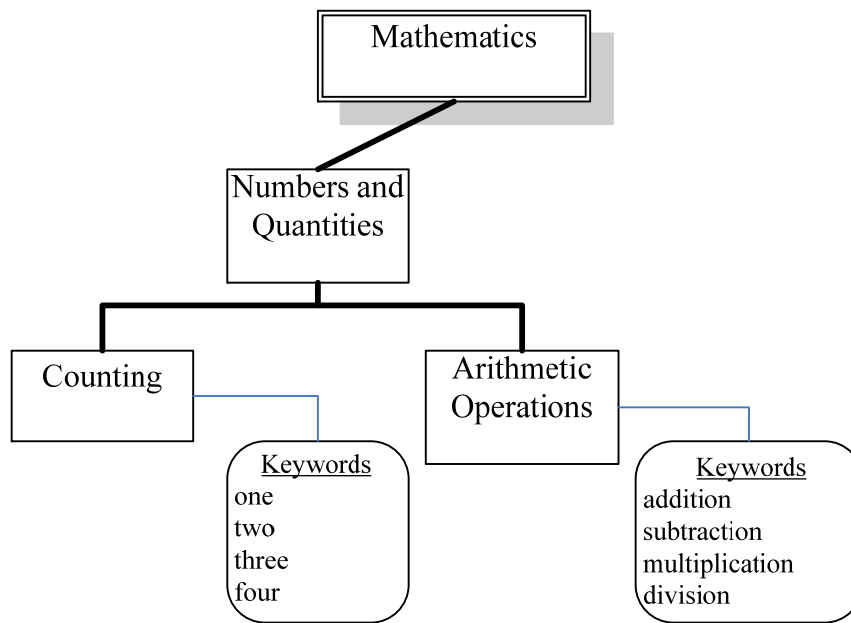 Mathematics
Numbers and
Quantities
Counting
Arithmetic
Operations
Keywords
one
two
three
four
Keywords
addition
subtraction
multiplication
division